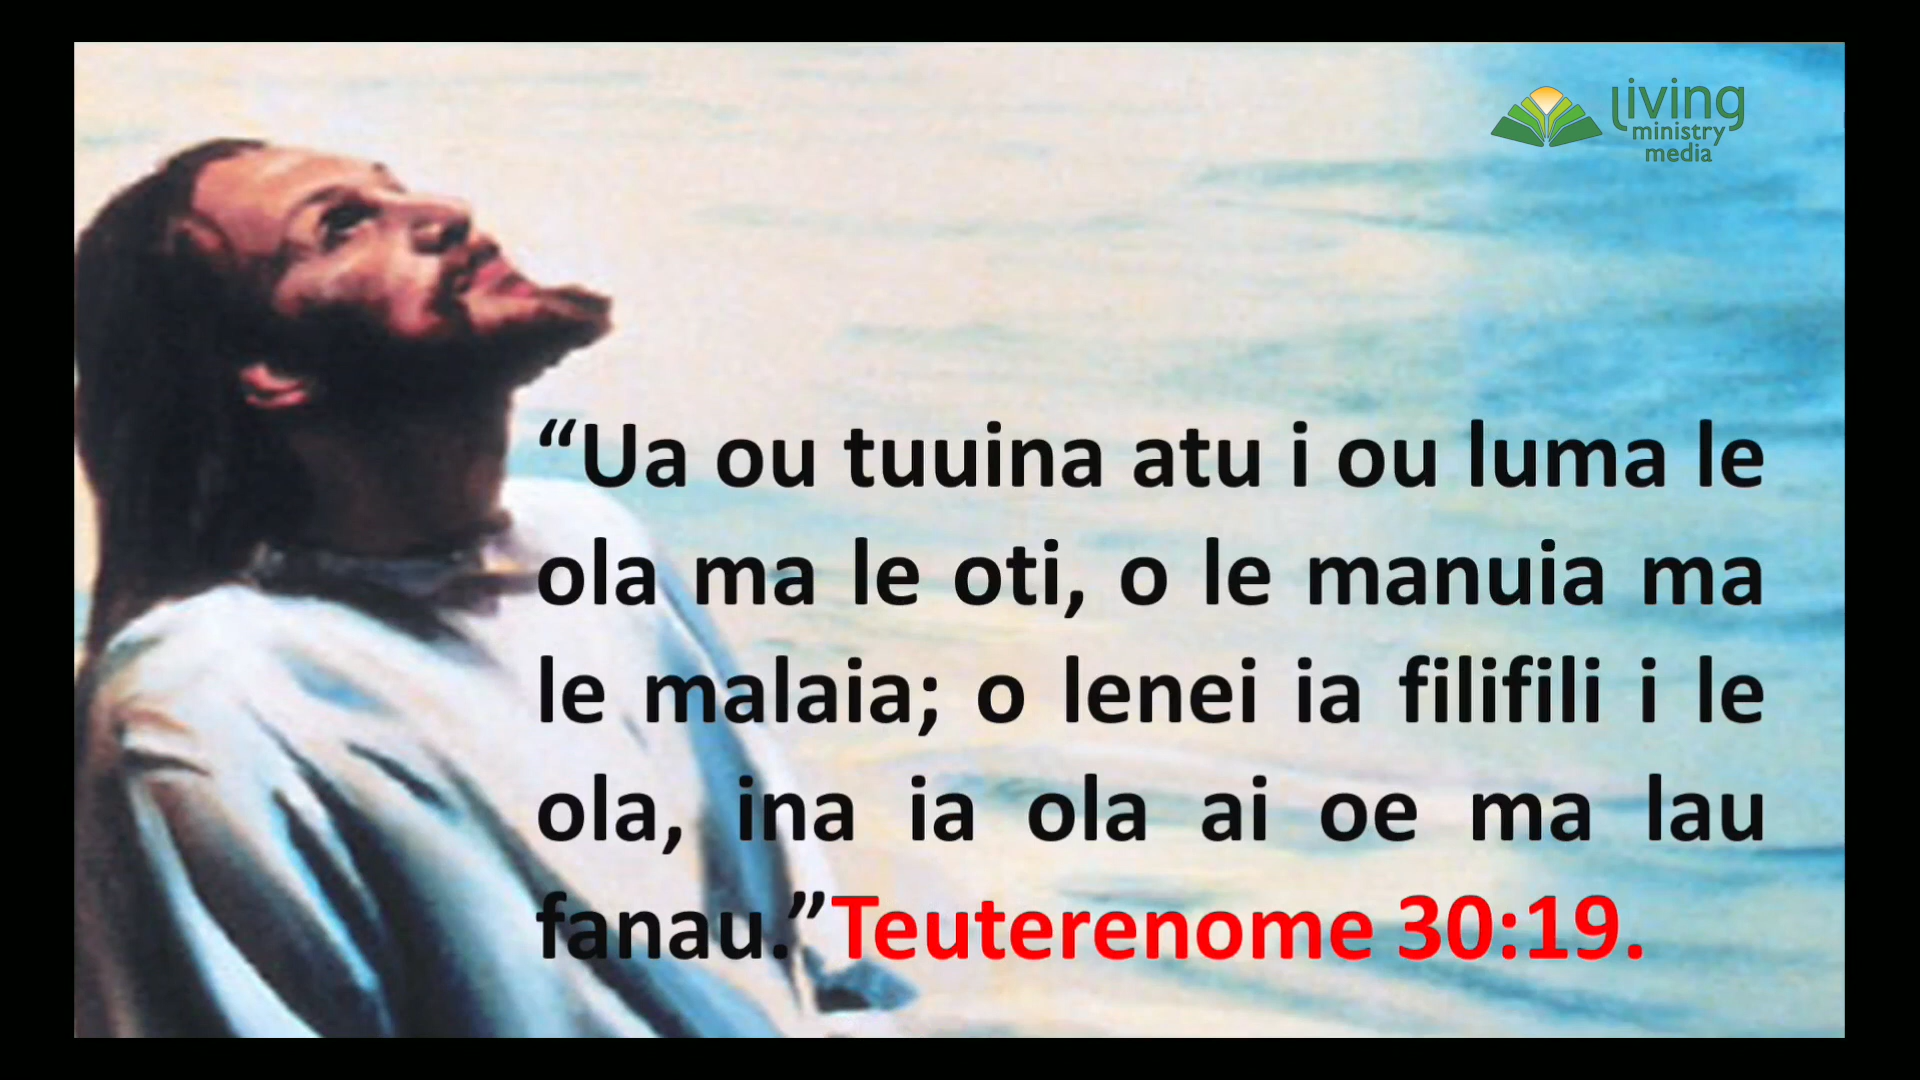 living
ministry
media
“Ua ou tuuina atu i ou luma le
ola ma le oti, o le manuia ma
le malaia; o lenei ia filifili i le
ola, ina ia ola ai oe ma lau
fanau.”Teuterenome 30:19.